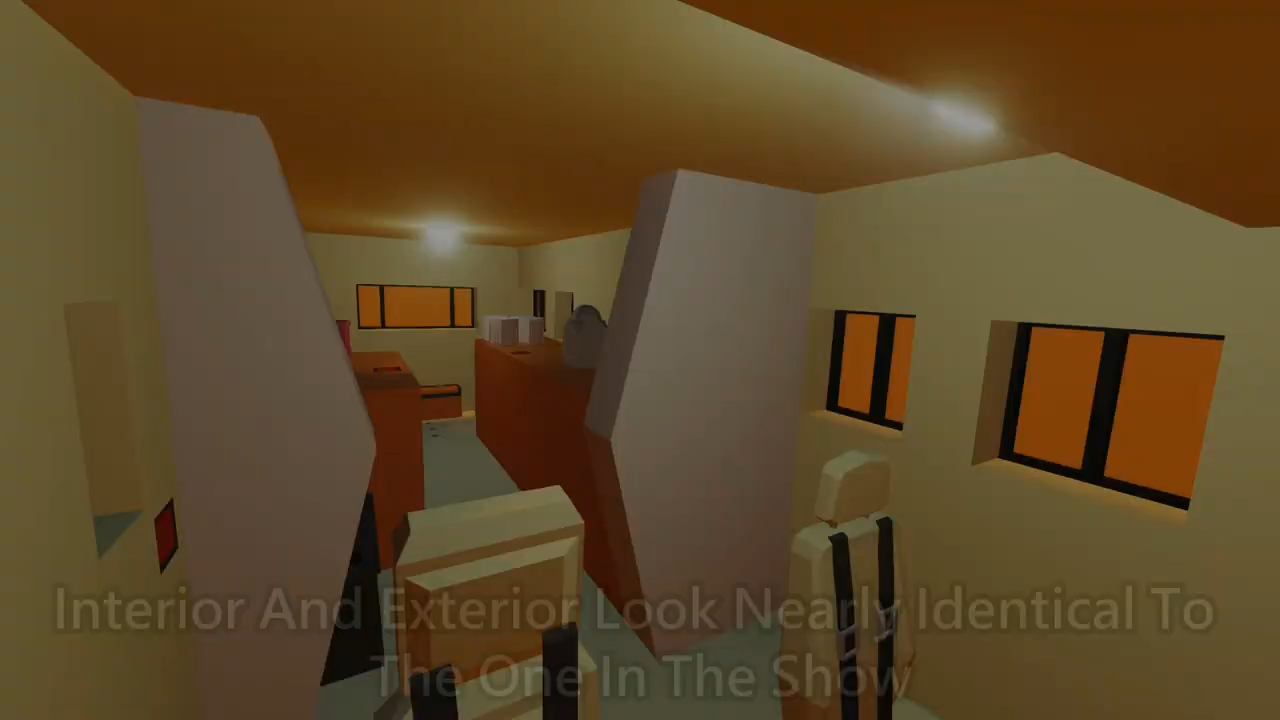 Interior And Exterior Look Nearly Identical To
The One In The Show